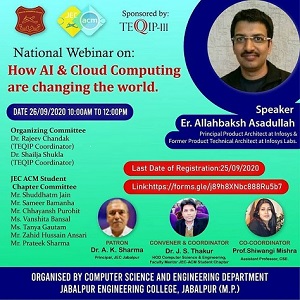 JEC
acm
Sponsored by:
TEQIP-III
National Webinar on:
How AI & Cloud Computing
are changing the world.
DATE 26/09/2020 10:00AM TO 12:00PM
Speaker
Er. Allahbaksh Asadullah
Principal Product Architect at Infosys &
Former Product Technical Architect at Infosys Labs.
Organizing Committee
Dr. Rajeev Chandak
(TEQIP Coordinator)
Dr. Shailja Shukla
(TEQIP Coordinator)
JEC ACM Student
Chapter Committee
Mr. Shuddhatm Jain
Mr. Sameer Bamanha
Mr. Chhayansh Purohit
Ms. Vanshita Bansal
Ms. Tanya Gautam
Mr. Zahid Hussain Ansari
Mr. Prateek Sharma
Last Date of Registration:25/09/2020
Link:https://forms.gle/j89h8XNbc888Ru5b7
PATRON
Dr. A. K. Sharma
Principal, JEC Jabalpur
CONVENER & COORDINATOR
Dr. J. S. Thakur
HOD Computer Science & Engineering,
Faculty Mentor JEC-ACM Student Chapter
CO-COORDINATOR
Prof.Shiwangi Mishra
Assistant Professor, CSE.
ORGANISED BY COMPUTER SCIENCE AND ENGINEERING DEPARTMENT
JABALPUR ENGINEERING COLLEGE, JABALPUR (M.P.)